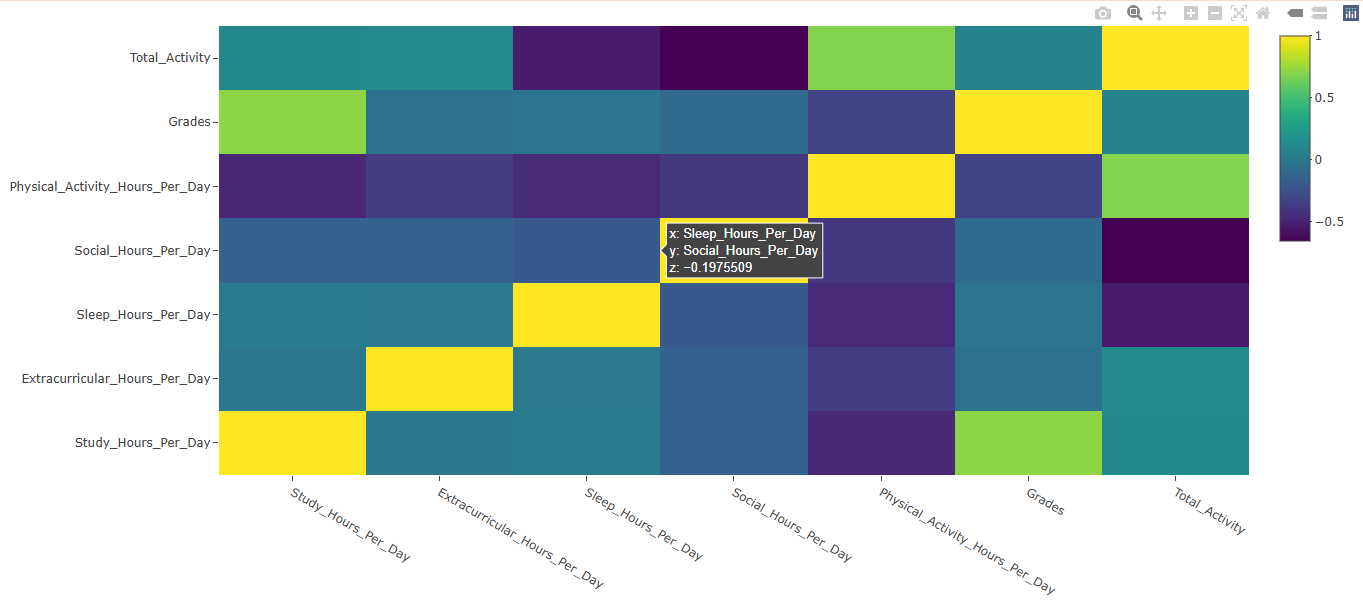 Total_Activity
Grades
Physical_Activity_Hours_Per_Day
Social_Hours_Per_Day
Sleep_Hours_Per_Day
Extracurricular_Hours_Per_Day
Study_Hours_Per_Day
x: Sleep_Hours_Per_Day
y: Social_Hours_Per_Day
z: −0.1975509
Study_Hours_Per_Day
Extracurricular_Hours_Per_Day
Sleep_Hours_Per_Day
Social_Hours_Per_Day
Physical_Activity_Hours_Per_Day
Grades
Total_Activity
1
0.5
0
−0.5